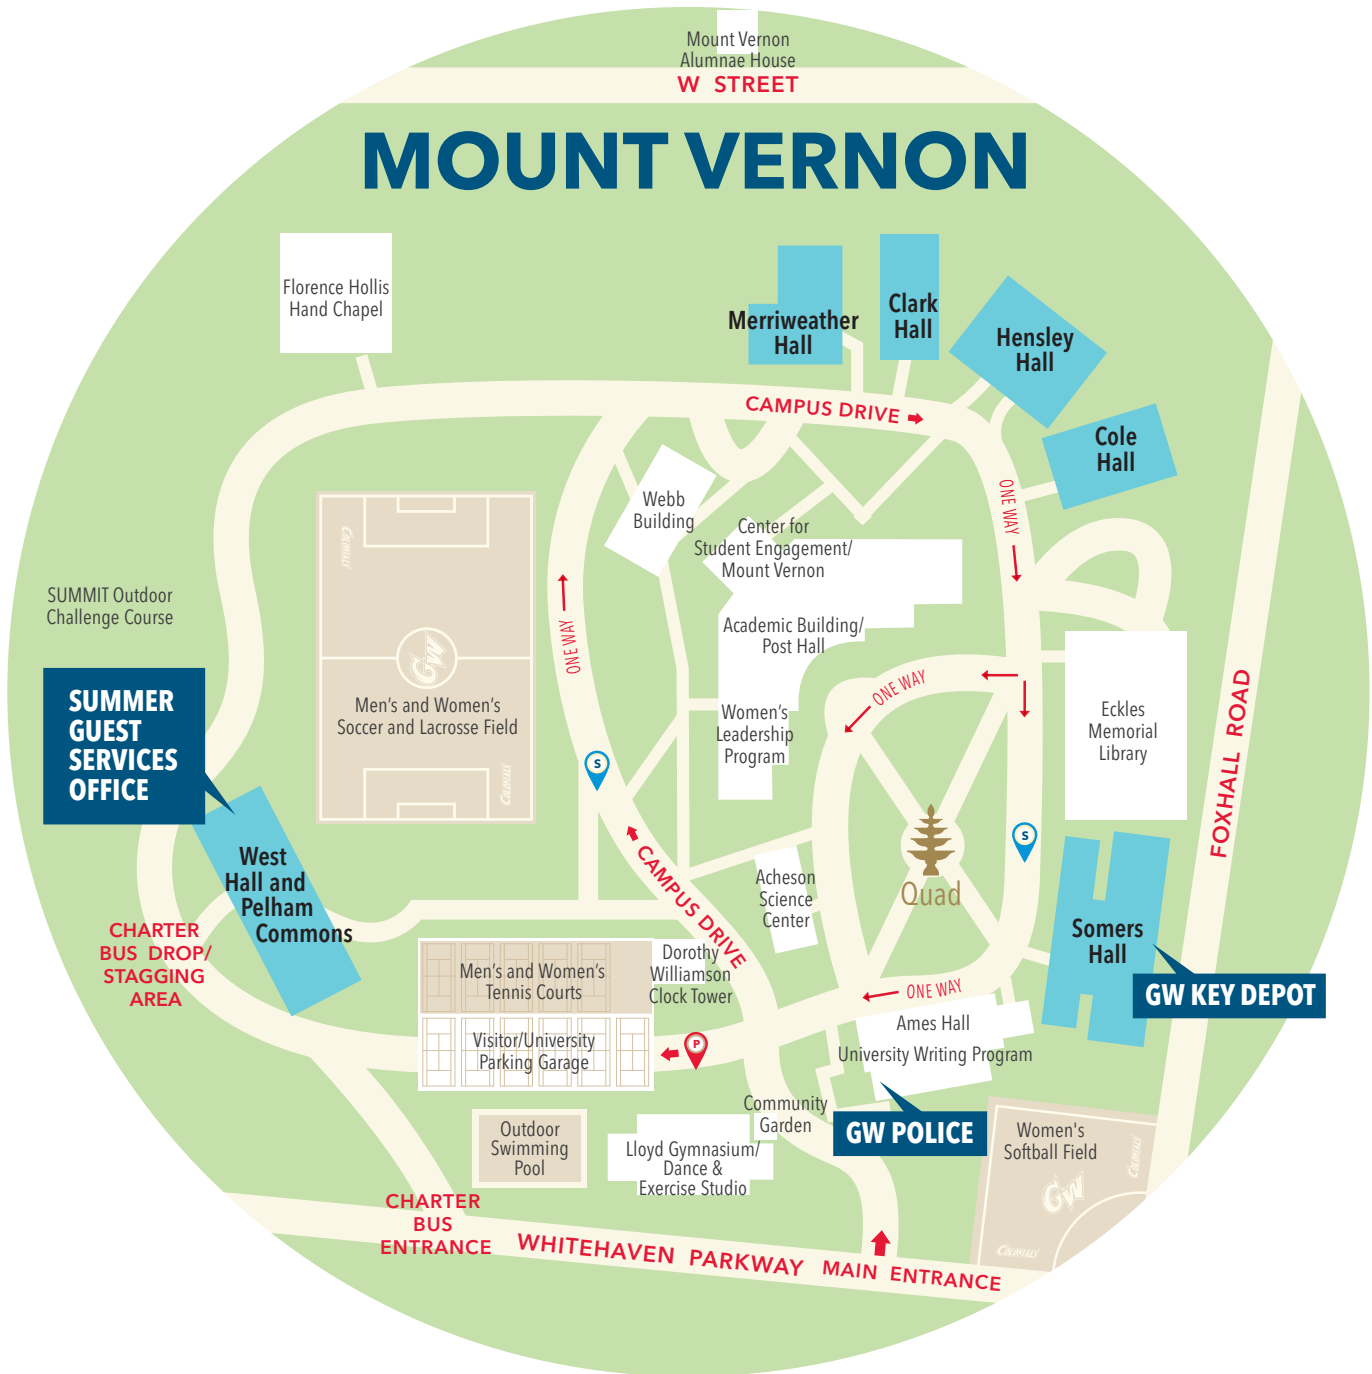 Mount Vernon
Alumnae House
W STREET
MOUNT VERNON
Florence Hollis
Hand Chapel
Merriweather
Hall
Clark
Hall
Hensley
Hall
Cole
Hall
CAMPUS DRIVE
ONE WAY
Webb
Building
Center for
Student Engagement/
Mount Vernon
COLONIALS
SUMMIT Outdoor
Challenge Course
Academic Building/
Post Hall
ONE WAY
GW
ONE WAY
Men's and Women's
Soccer and Lacrosse Field
Women's
Leadership
Program
Eckles
Memorial
Library
FOXHALL ROAD
SUMMER
GUEST
SERVICES
OFFICE
COLONIALS
S
S
West
Hall and
Pelham
Commons
CAMPUS DRIVE
Acheson
Science
Center
Quad
Somers
Hall
CHARTER
BUS DROP/
STAGGING
AREA
Men's and Women's
Tennis Courts
Dorothy
Williamson
Clock Tower
ONE WAY
GW KEY DEPOT
Ames Hall
University Writing Program
Visitor/University
Parking Garage
P
Community
Garden
GW POLICE
Outdoor
Swimming
Pool
Lloyd Gymnasium/
Dance &
Exercise Studio
Women's
Softball Field
COLONIALS
GW
COLONIALS
CHARTER
BUS
ENTRANCE
WHITEHAVEN PARKWAY
MAIN ENTRANCE